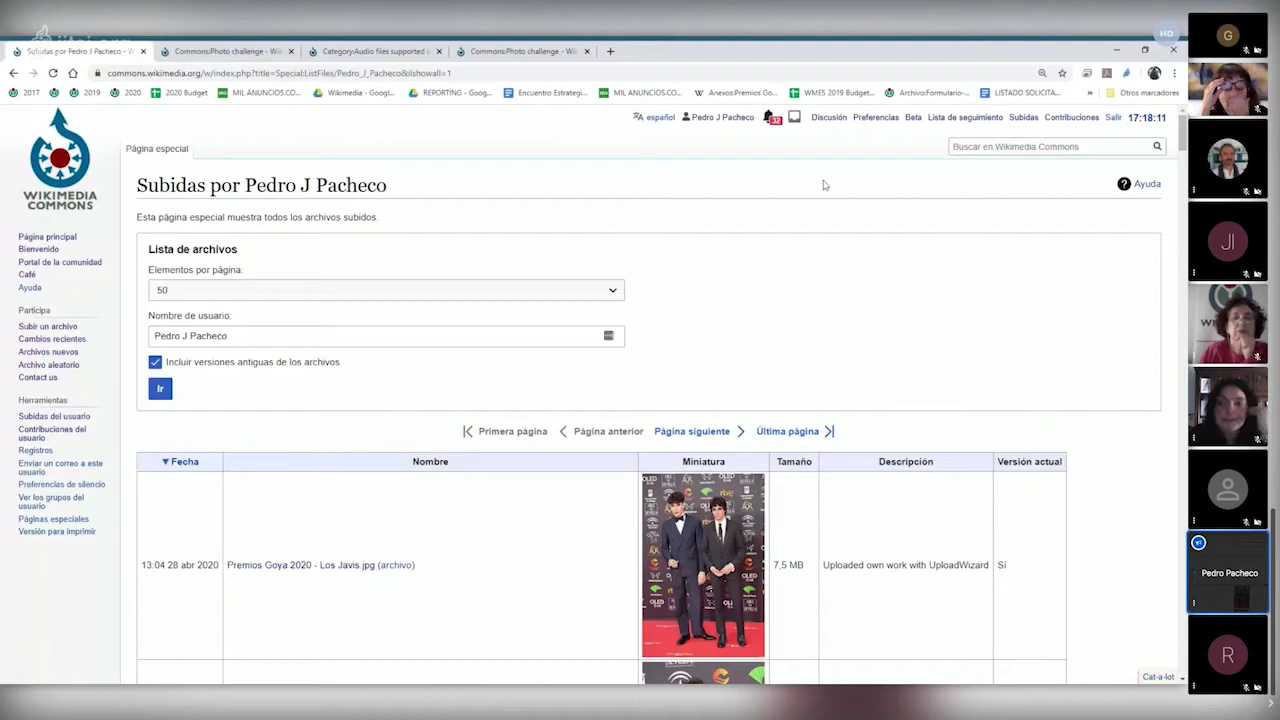 Subidas por Pedro J Pacheco - W
Commons:Photo challenge - Wi
Category:Audio files supported
Commons:Photo challenge - Wi
HD
commons.wikimedia.org/w/index.php?title=Special:ListFiles/Pedro_J_Pacheco&ilshowall=1
2017
2019
2020
2020 Budget
MIL ANUNCIOS.CO...
Wikimedia - Googl...
REPORTING - Goog...
Encuentro Estrategi...
MIL ANUNCIOS.CO...
Anexos:Premios Go...
WMES 2019 Budget...
Archivo:Formulario-...
LISTADO SOLICITA...
»
Otros marcadores
español
Pedro J Pacheco
32
Discusión
Preferencias
Beta
Lista de seguimiento
Subidas
Contribuciones
Salir
17:18:11
WIKIMEDIA
COMMONS
Página principal
Bienvenido
Portal de la comunidad
Café
Ayuda
Participa
Subir un archivo
Cambios recientes
Archivos nuevos
Archivo aleatorio
Contact us
Herramientas
Subidas del usuario
Contribuciones del
usuario
Registros
Enviar un correo a este
usuario
Preferencias de silencio
Ver los grupos del
usuario
Páginas especiales
Versión para imprimir
Página especial
Buscar en Wikimedia Commons
Subidas por Pedro J Pacheco
Ayuda
Esta página especial muestra todos los archivos subidos.
Lista de archivos
Elementos por página:
50
Nombre de usuario:
Pedro J Pacheco
Incluir versiones antiguas de los archivos
Ir
Primera página
Página anterior
Página siguiente
Última página
Fecha
Nombre
Miniatura
Tamaño
Descripción
Versión actual
13:04 28 abr 2020
Premios Goya 2020 - Los Javis.jpg (archivo)
7,5 MB
Uploaded own work with UploadWizard
Sí
Cat-a-lot
G
JI
Pedro Pacheco
R